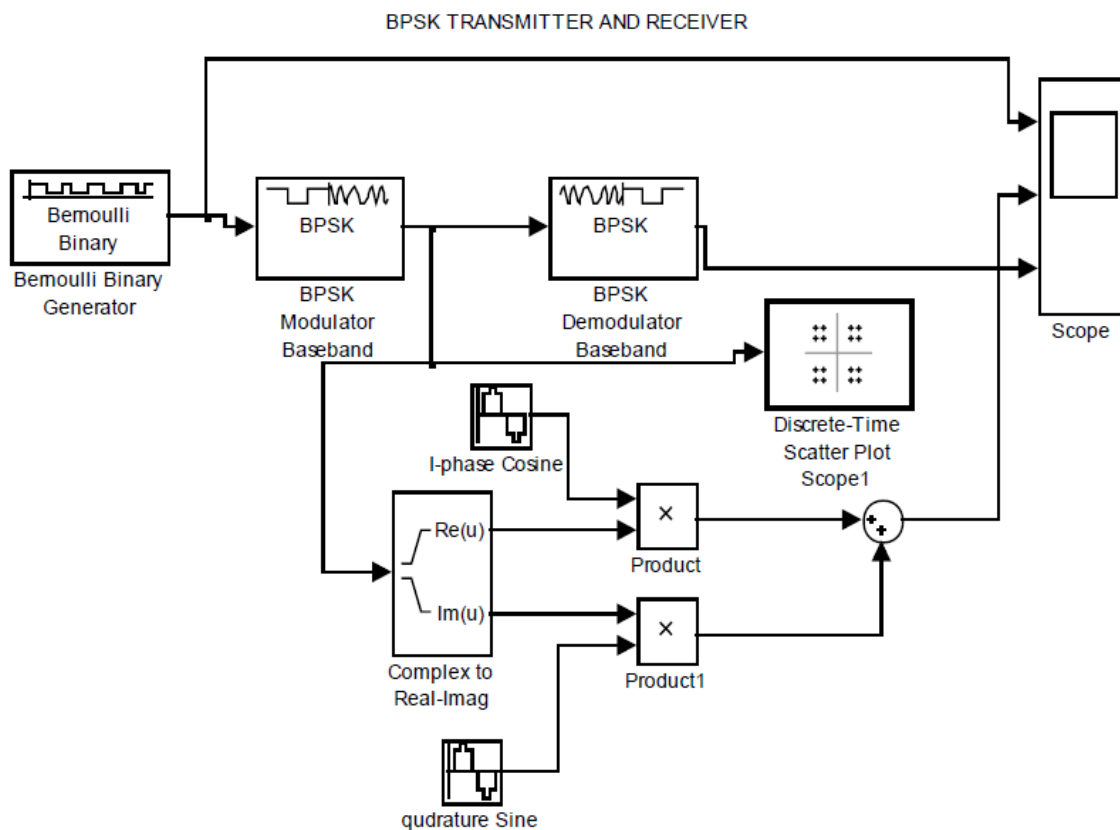 BPSK TRANSMITTER AND RECEIVER
Bernoulli
Binary
Bernoulli Binary
Generator
BPSK
BPSK
Modulator
Baseband
BPSK
BPSK
Demodulator
Baseband
Scope
Discrete-Time
Scatter Plot
Scope1
I-phase Cosine
Re(u)
Im(u)
Complex to
Real-Imag
×
Product
×
Product1
+
+
qudrature Sine